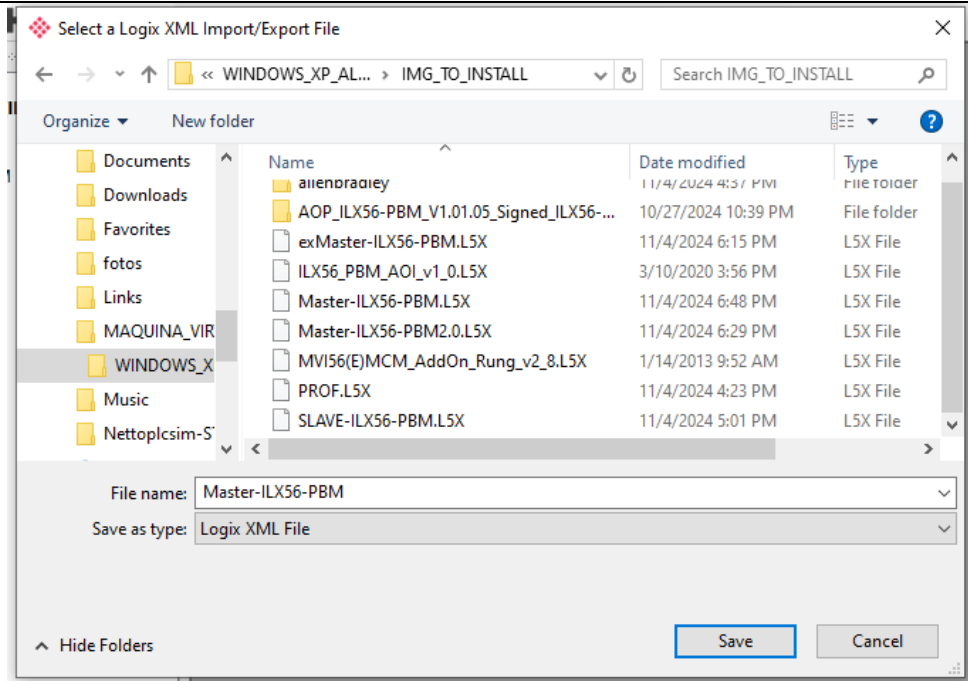 Select a Logix XML Import/Export File
« WINDOWS_XP_AL... › IMG_TO_INSTALL
Search IMG_TO_INSTALL
Organize
New folder
Documents
Downloads
Favorites
fotos
Links
MAQUINA_VIR
WINDOWS_X
Music
Nettoplcsim-S
Name Date modified Type
allenbradley 11/4/2024 4:37 PM File folder
AOP_ILX56-PBM_V1.01.05_Signed_ILX56-... 10/27/2024 10:39 PM File folder
exMaster-ILX56-PBM.L5X 11/4/2024 6:15 PM L5X File
ILX56_PBM_AOI_v1_0.L5X 3/10/2020 3:56 PM L5X File
Master-ILX56-PBM.L5X 11/4/2024 6:48 PM L5X File
Master-ILX56-PBM2.0.L5X 11/4/2024 6:29 PM L5X File
MVI56(E)MCM_AddOn_Rung_v2_8.L5X 1/14/2013 9:52 AM L5X File
PROF.L5X 11/4/2024 4:23 PM L5X File
SLAVE-ILX56-PBM.L5X 11/4/2024 5:01 PM L5X File
File name: Master-ILX56-PBM
Save as type: Logix XML File
Hide Folders
Save
Cancel